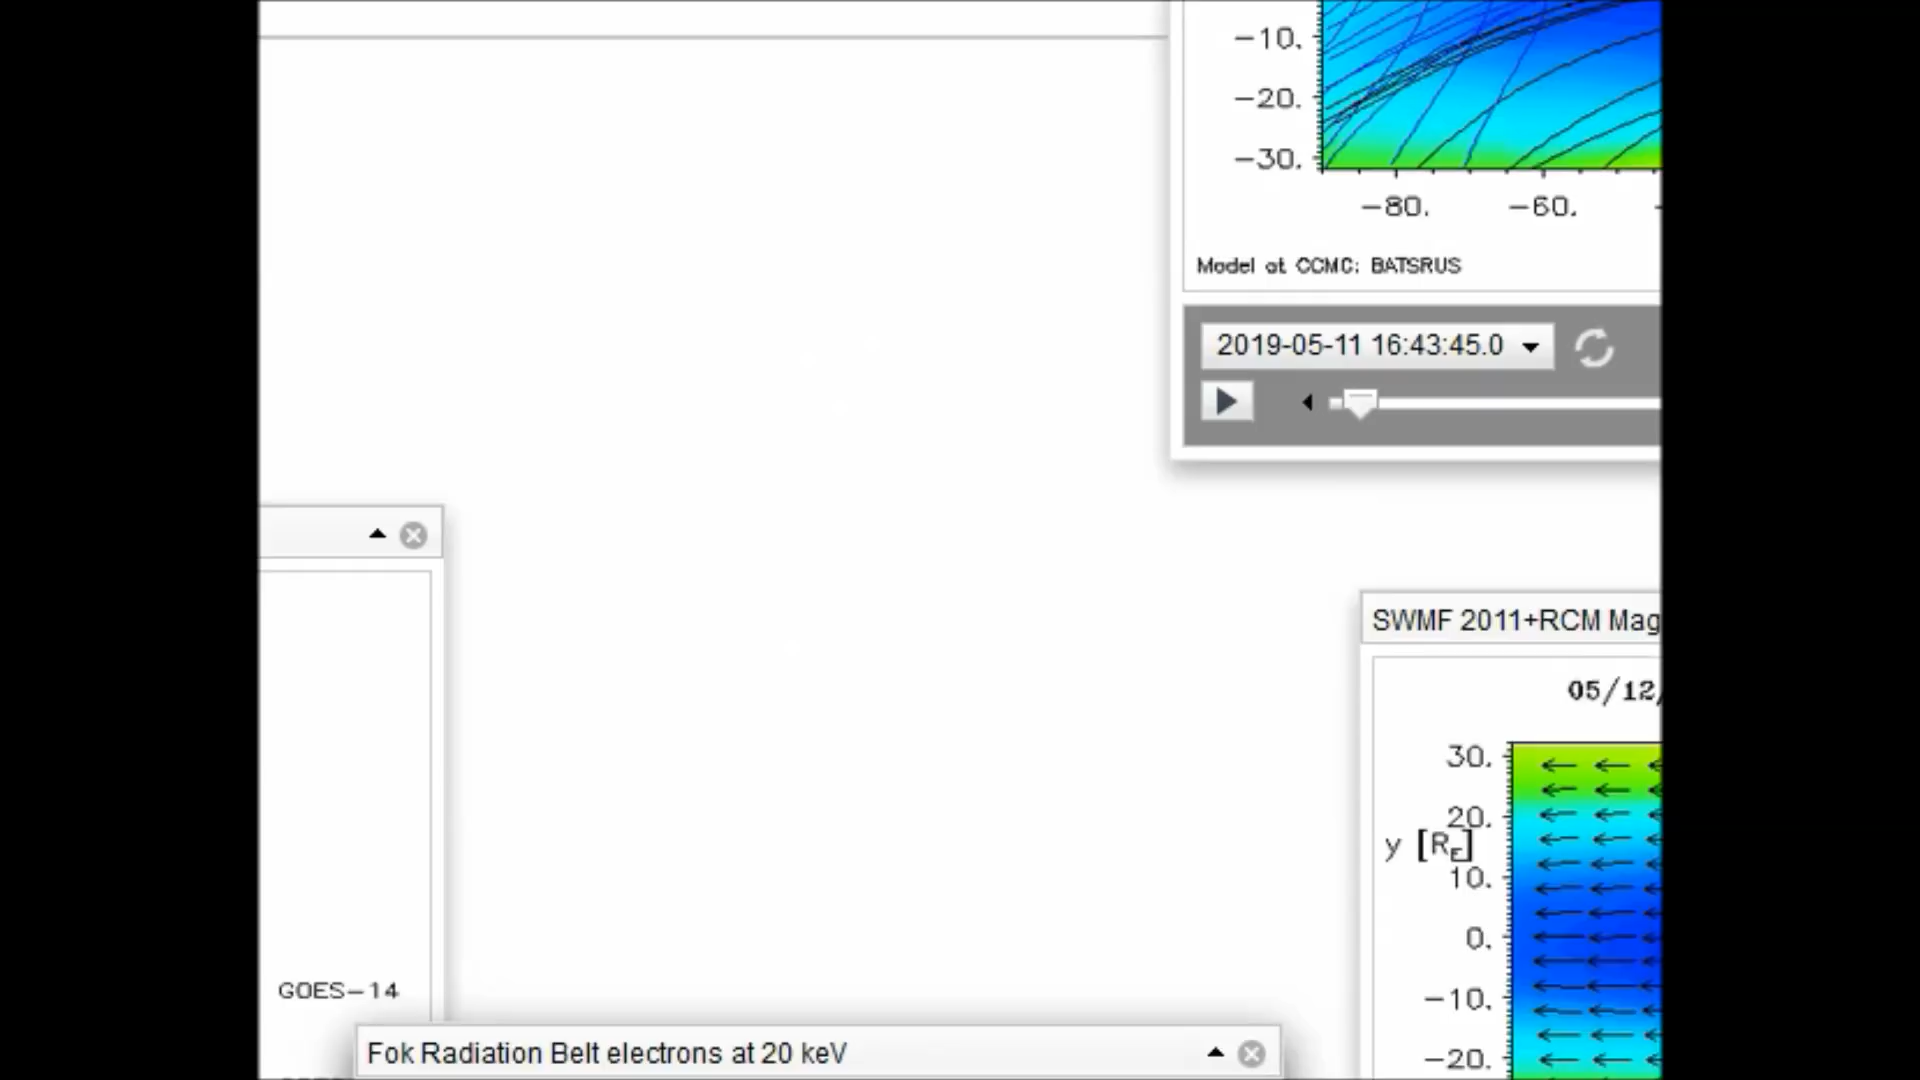 −10.
−20.
−30.
−80. −60.
Model at CCMC: BATSRUS
2019-05-11 16:43:45.0
SWMF 2011+RCM Mag
05/12/
30.
20.
y [RE]
10.
0.
−10.
−20.
GOES−14
Fok Radiation Belt electrons at 20 keV